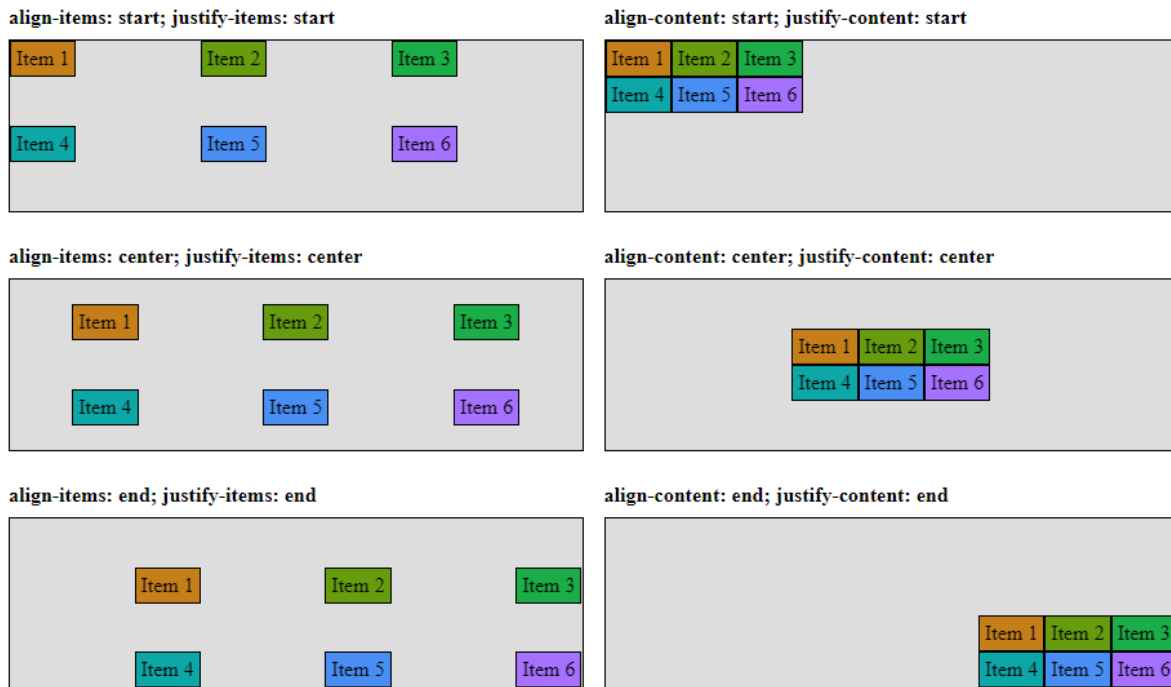 align-items: start; justify-items: start
Item 1 Item 2 Item 3
Item 4 Item 5 Item 6
align-content: start; justify-content: start
Item 1 Item 2 Item 3
Item 4 Item 5 Item 6
align-items: center; justify-items: center
Item 1 Item 2 Item 3
Item 4 Item 5 Item 6
align-content: center; justify-content: center
Item 1 Item 2 Item 3
Item 4 Item 5 Item 6
align-items: end; justify-items: end
Item 1 Item 2 Item 3
Item 4 Item 5 Item 6
align-content: end; justify-content: end
Item 1 Item 2 Item 3
Item 4 Item 5 Item 6